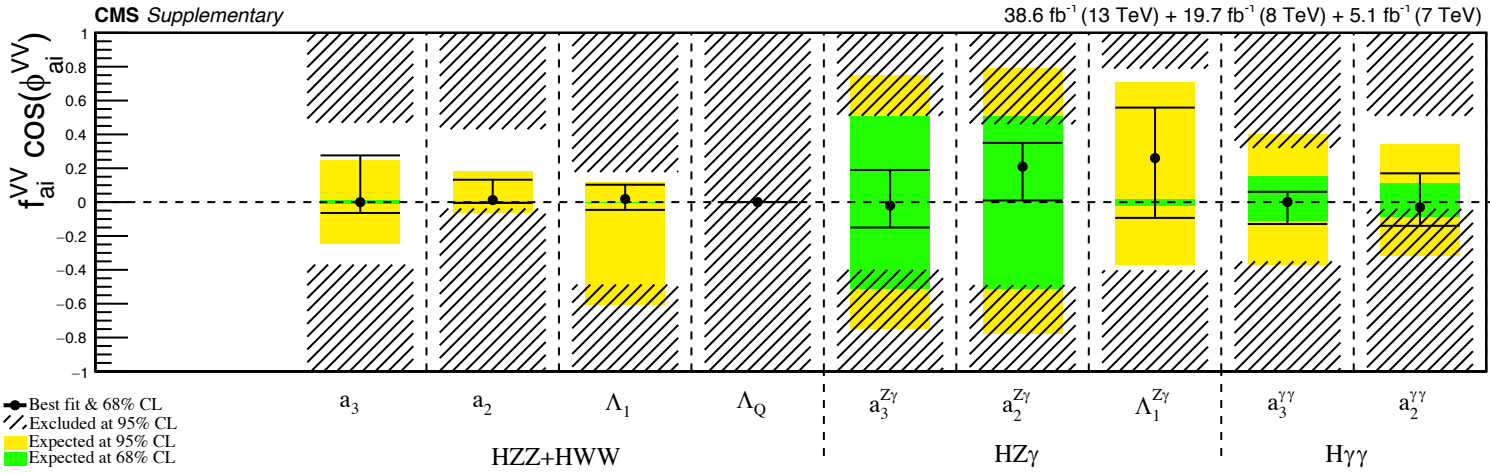 CMS Supplementary 38.6 fb⁻¹ (13 TeV) + 19.7 fb⁻¹ (8 TeV) + 5.1 fb⁻¹ (7 TeV)
f_ai^VV cos(ϕ_ai^VV)
1
0.8
0.6
0.4
0.2
0
−0.2
−0.4
−0.6
−0.8
−1
a₃ a₂ Λ₁ Λ_Q a₃^Zγ a₂^Zγ Λ₁^Zγ a₃^γγ a₂^γγ
Best fit & 68% CL
Excluded at 95% CL
Expected at 95% CL
Expected at 68% CL
HZZ+HWW HZγ Hγγ